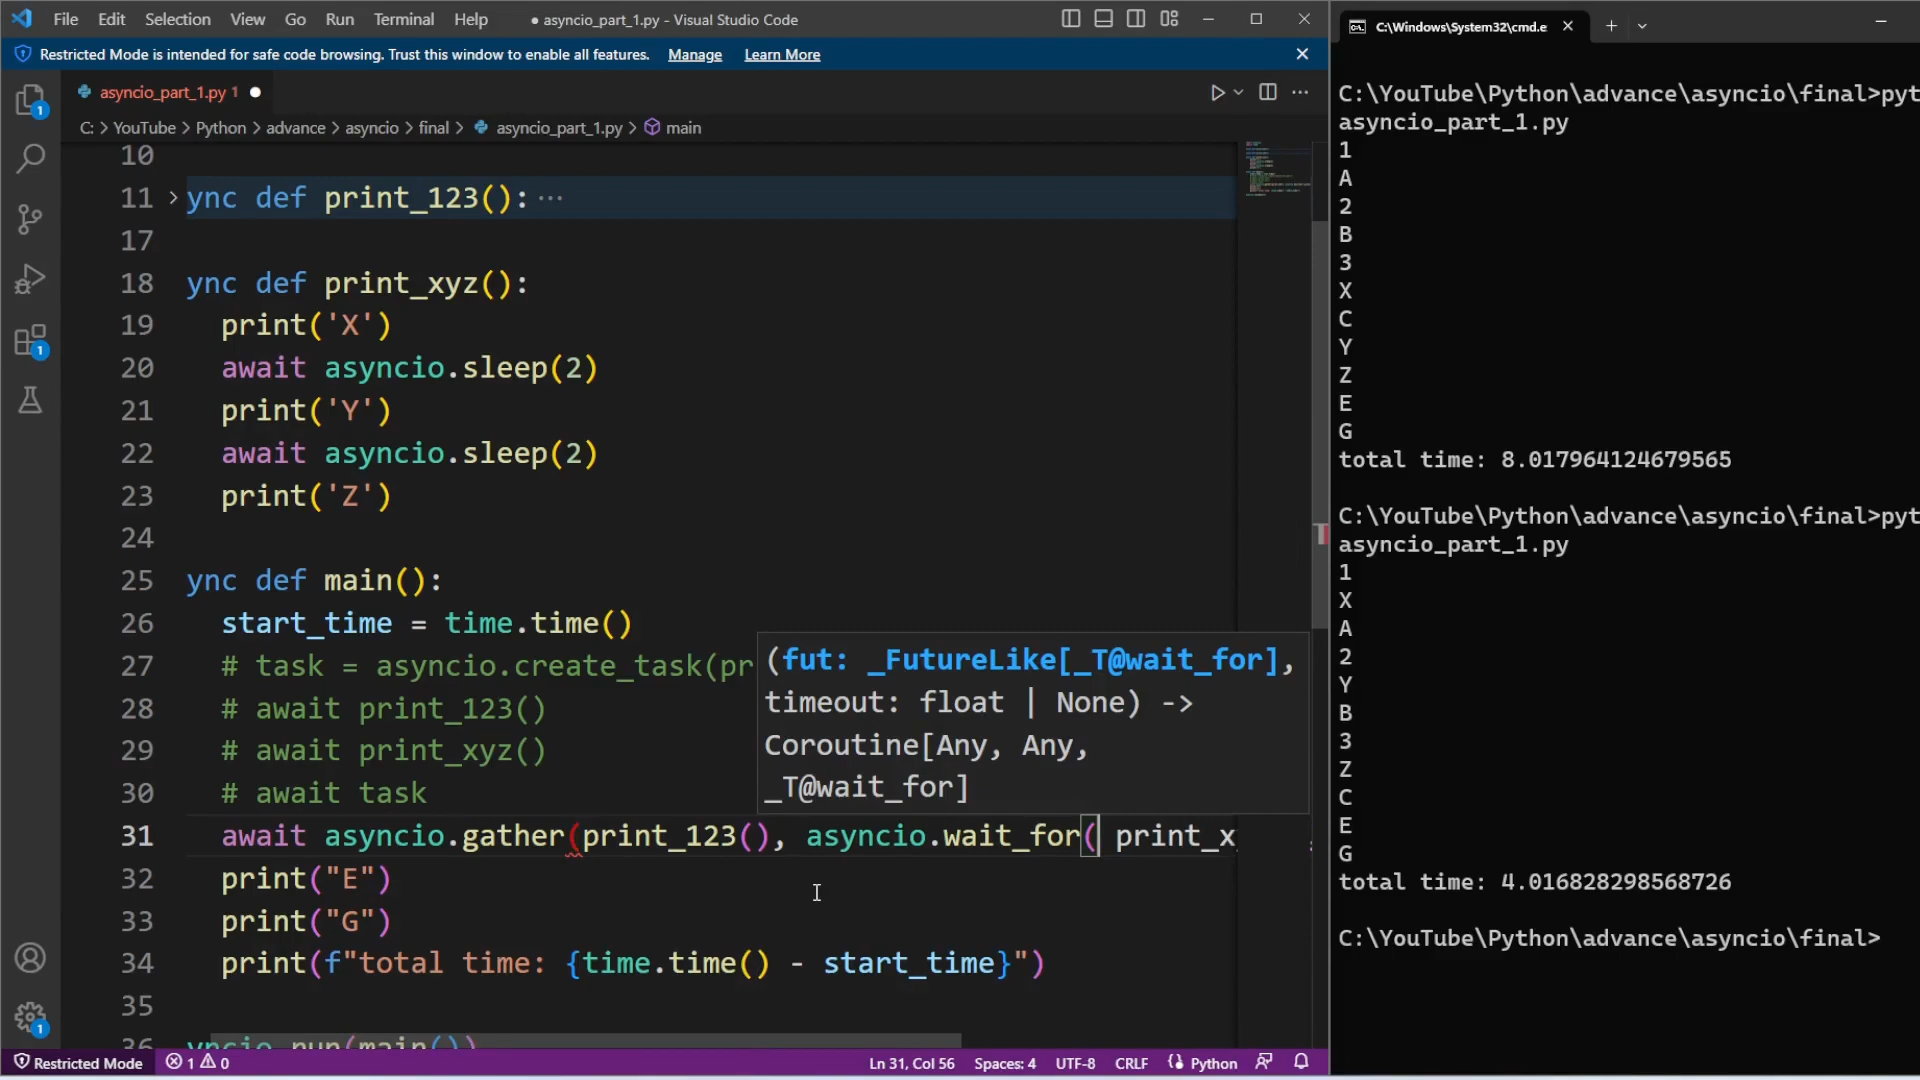 File Edit Selection View Go Run Terminal Help ● asyncio_part_1.py - Visual Studio Code
Restricted Mode is intended for safe code browsing. Trust this window to enable all features. Manage Learn More
asyncio_part_1.py 1 ●
C: > YouTube > Python > advance > asyncio > final > asyncio_part_1.py > main
10
11 > ync def print_123(): ···
17
18 ync def print_xyz():
19 print('X')
20 await asyncio.sleep(2)
21 print('Y')
22 await asyncio.sleep(2)
23 print('Z')
24
25 ync def main():
26 start_time = time.time()
27 # task = asyncio.create_task(pr
28 # await print_123()
29 # await print_xyz()
30 # await task
31 await asyncio.gather(print_123(), asyncio.wait_for( print_x
32 print("E")
33 print("G")
34 print(f"total time: {time.time() - start_time}")
35
36 yncio.run(main())
(fut: _FutureLike[_T@wait_for],
timeout: float | None) ->
Coroutine[Any, Any,
_T@wait_for]
1
1
1
Restricted Mode 1 0 Ln 31, Col 56 Spaces: 4 UTF-8 CRLF Python
C:\Windows\System32\cmd.e
C:\YouTube\Python\advance\asyncio\final>pyt
asyncio_part_1.py
1
A
2
B
3
X
C
Y
Z
E
G
total time: 8.017964124679565
C:\YouTube\Python\advance\asyncio\final>pyt
asyncio_part_1.py
1
X
A
2
Y
B
3
Z
C
E
G
total time: 4.016828298568726
C:\YouTube\Python\advance\asyncio\final>